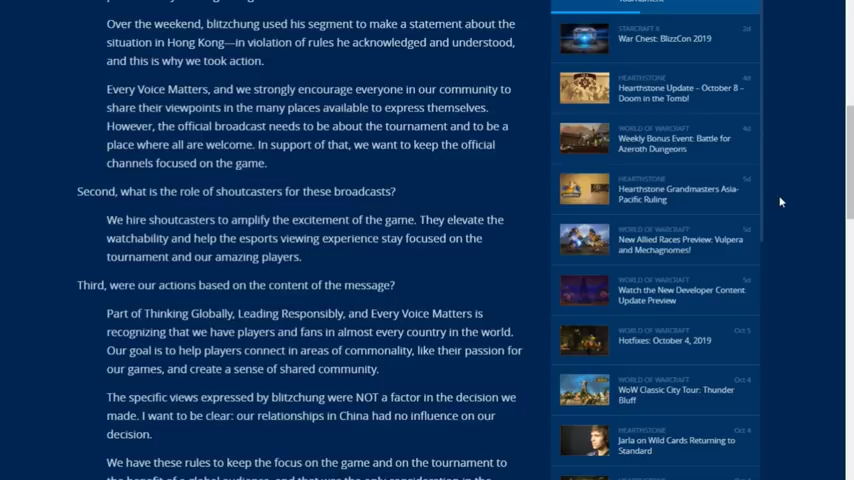 Over the weekend, blitzchung used his segment to make a statement about the
situation in Hong Kong—in violation of rules he acknowledged and understood,
and this is why we took action.
Every Voice Matters, and we strongly encourage everyone in our community to
share their viewpoints in the many places available to express themselves.
However, the official broadcast needs to be about the tournament and to be a
place where all are welcome. In support of that, we want to keep the official
channels focused on the game.
Second, what is the role of shoutcasters for these broadcasts?
We hire shoutcasters to amplify the excitement of the game. They elevate the
watchability and help the esports viewing experience stay focused on the
tournament and our amazing players.
Third, were our actions based on the content of the message?
Part of Thinking Globally, Leading Responsibly, and Every Voice Matters is
recognizing that we have players and fans in almost every country in the world.
Our goal is to help players connect in areas of commonality, like their passion for
our games, and create a sense of shared community.
The specific views expressed by blitzchung were NOT a factor in the decision we
made. I want to be clear: our relationships in China had no influence on our
decision.
We have these rules to keep the focus on the game and on the tournament to
Tournament
STARCRAFT II 2d
War Chest: BlizzCon 2019
HEARTHSTONE 4d
Hearthstone Update – October 8 –
Doom in the Tomb!
WORLD OF WARCRAFT 4d
Weekly Bonus Event: Battle for
Azeroth Dungeons
HEARTHSTONE 5d
Hearthstone Grandmasters Asia-
Pacific Ruling
WORLD OF WARCRAFT 5d
New Allied Races Preview: Vulpera
and Mechagnomes!
WORLD OF WARCRAFT 5d
Watch the New Developer Content
Update Preview
WORLD OF WARCRAFT Oct 5
Hotfixes: October 4, 2019
WORLD OF WARCRAFT Oct 4
WoW Classic City Tour: Thunder
Bluff
HEARTHSTONE Oct 4
Jarla on Wild Cards Returning to
Standard